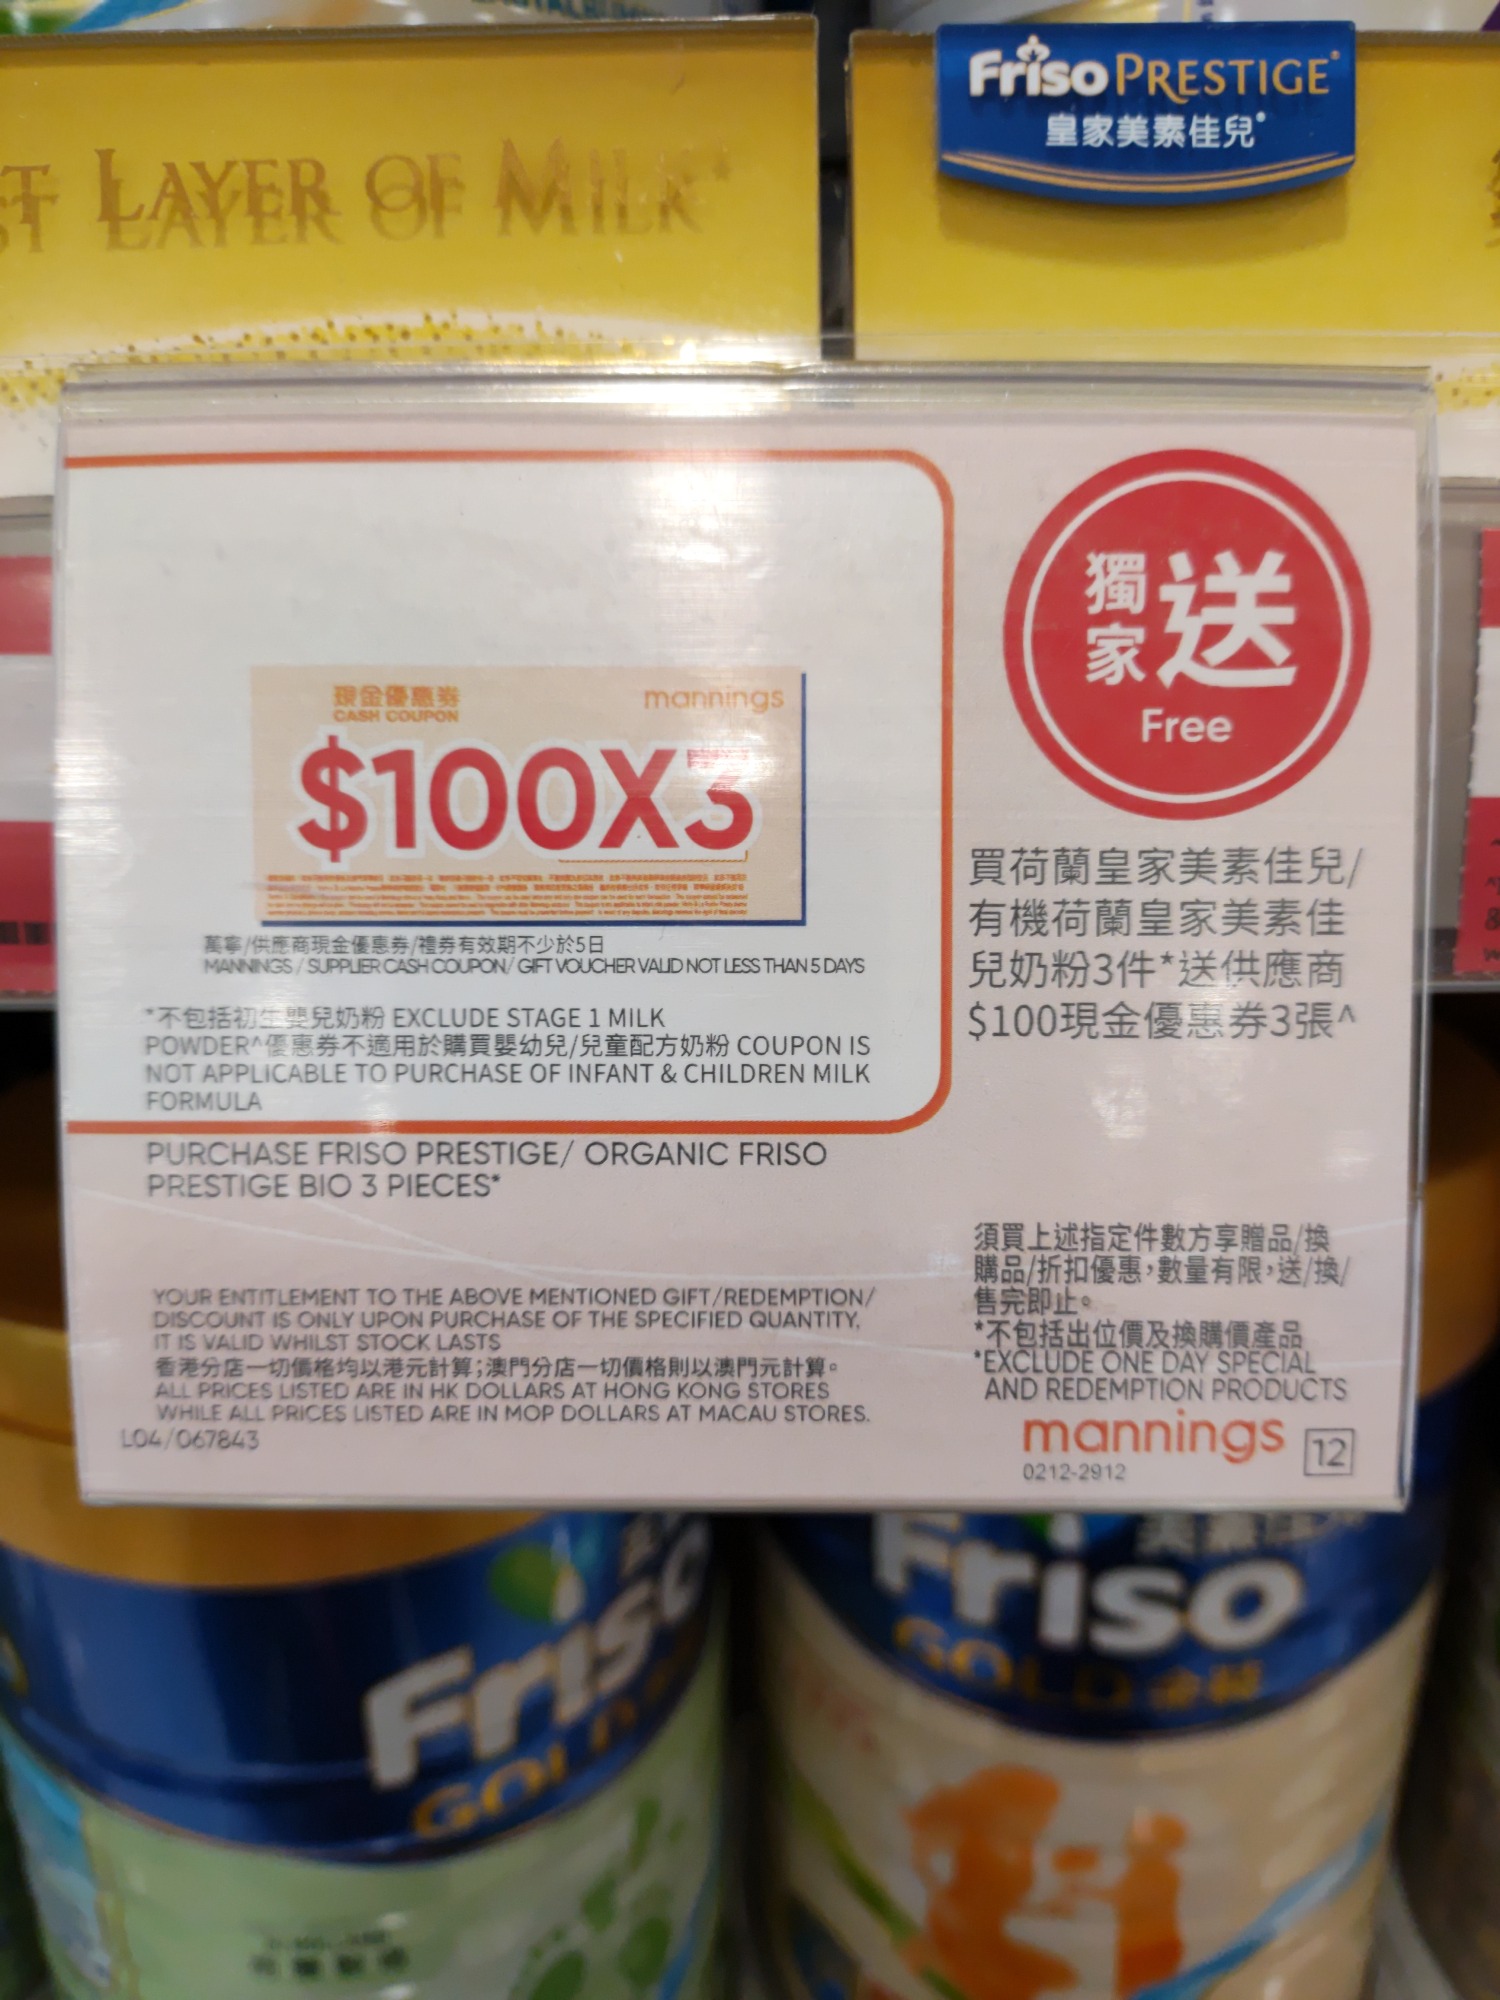 T LAYER OF MILK*
Friso PRESTIGE
皇家美素佳兒
獨家送
Free
現金優惠券
CASH COUPON
mannings
$100X3
萬寧/供應商現金優惠券/禮券有效期不少於5日
MANNINGS / SUPPLIER CASH COUPON/ GIFT VOUCHER VALID NOT LESS THAN 5 DAYS
*不包括初生嬰兒奶粉 EXCLUDE STAGE 1 MILK
POWDER^優惠券不適用於購買嬰幼兒/兒童配方奶粉 COUPON IS
NOT APPLICABLE TO PURCHASE OF INFANT & CHILDREN MILK
FORMULA
買荷蘭皇家美素佳兒/
有機荷蘭皇家美素佳
兒奶粉3件*送供應商
$100現金優惠券3張^
PURCHASE FRISO PRESTIGE/ ORGANIC FRISO
PRESTIGE BIO 3 PIECES*
YOUR ENTITLEMENT TO THE ABOVE MENTIONED GIFT/REDEMPTION/
DISCOUNT IS ONLY UPON PURCHASE OF THE SPECIFIED QUANTITY,
IT IS VALID WHILST STOCK LASTS
香港分店一切價格均以港元計算;澳門分店一切價格則以澳門元計算。
ALL PRICES LISTED ARE IN HK DOLLARS AT HONG KONG STORES
WHILE ALL PRICES LISTED ARE IN MOP DOLLARS AT MACAU STORES.
L04/067843
須買上述指定件數方享贈品/換
購品/折扣優惠,數量有限,送/換/
售完即止。
*不包括出位價及換購價產品
*EXCLUDE ONE DAY SPECIAL
AND REDEMPTION PRODUCTS
mannings
12
0212-2912
Friso
GOLD
Friso
GOLD